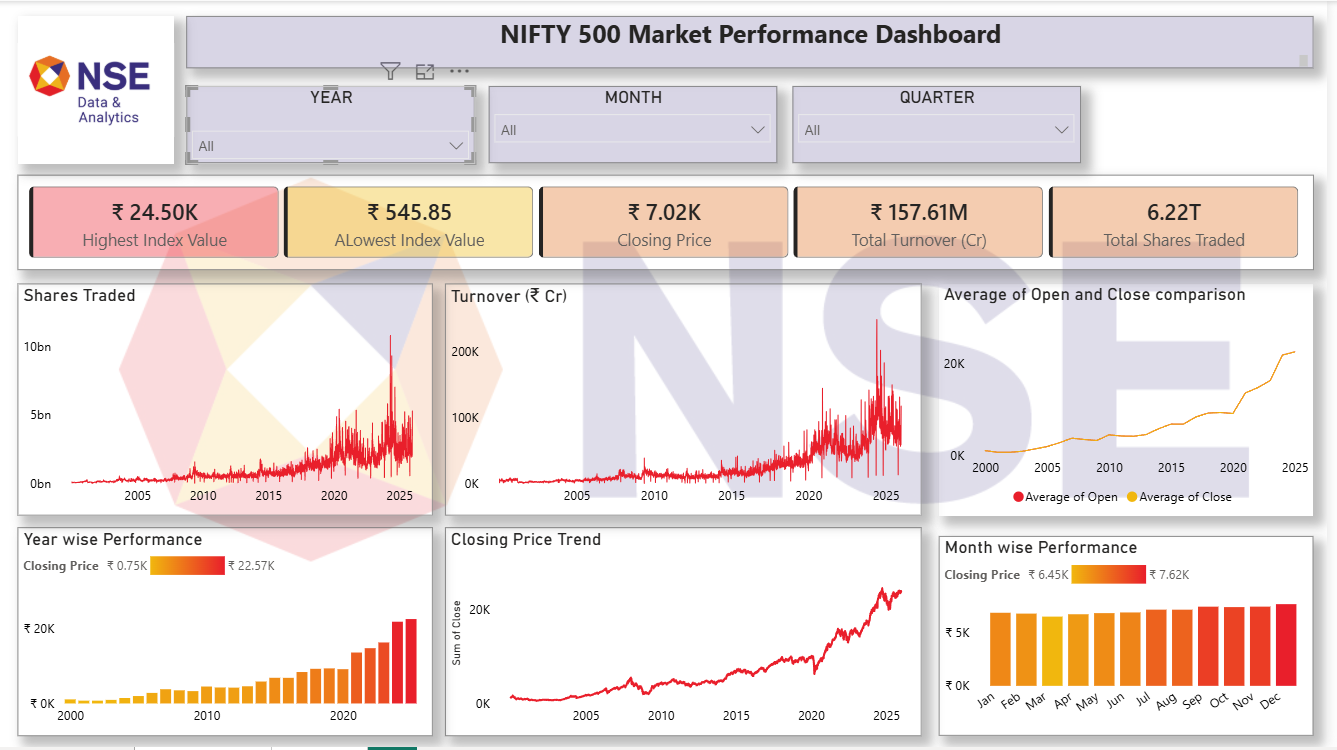 NIFTY 500 Market Performance Dashboard
NSE
Data &
Analytics
YEAR
All
MONTH
All
QUARTER
All
₹ 24.50K
Highest Index Value
₹ 545.85
ALowest Index Value
₹ 7.02K
Closing Price
₹ 157.61M
Total Turnover (Cr)
6.22T
Total Shares Traded
NSE
Shares Traded
10bn
5bn
0bn
2005 2010 2015 2020 2025
Turnover (₹ Cr)
200K
100K
0K
2005 2010 2015 2020 2025
Average of Open and Close comparison
20K
0K
2000 2005 2010 2015 2020 2025
Average of Open Average of Close
Year wise Performance
Closing Price ₹ 0.75K ₹ 22.57K
₹ 20K
₹ 0K
2000 2010 2020
Closing Price Trend
Sum of Close
20K
0K
2005 2010 2015 2020 2025
Month wise Performance
Closing Price ₹ 6.45K ₹ 7.62K
₹ 5K
₹ 0K
Jan Feb Mar Apr May Jun Jul Aug Sep Oct Nov Dec